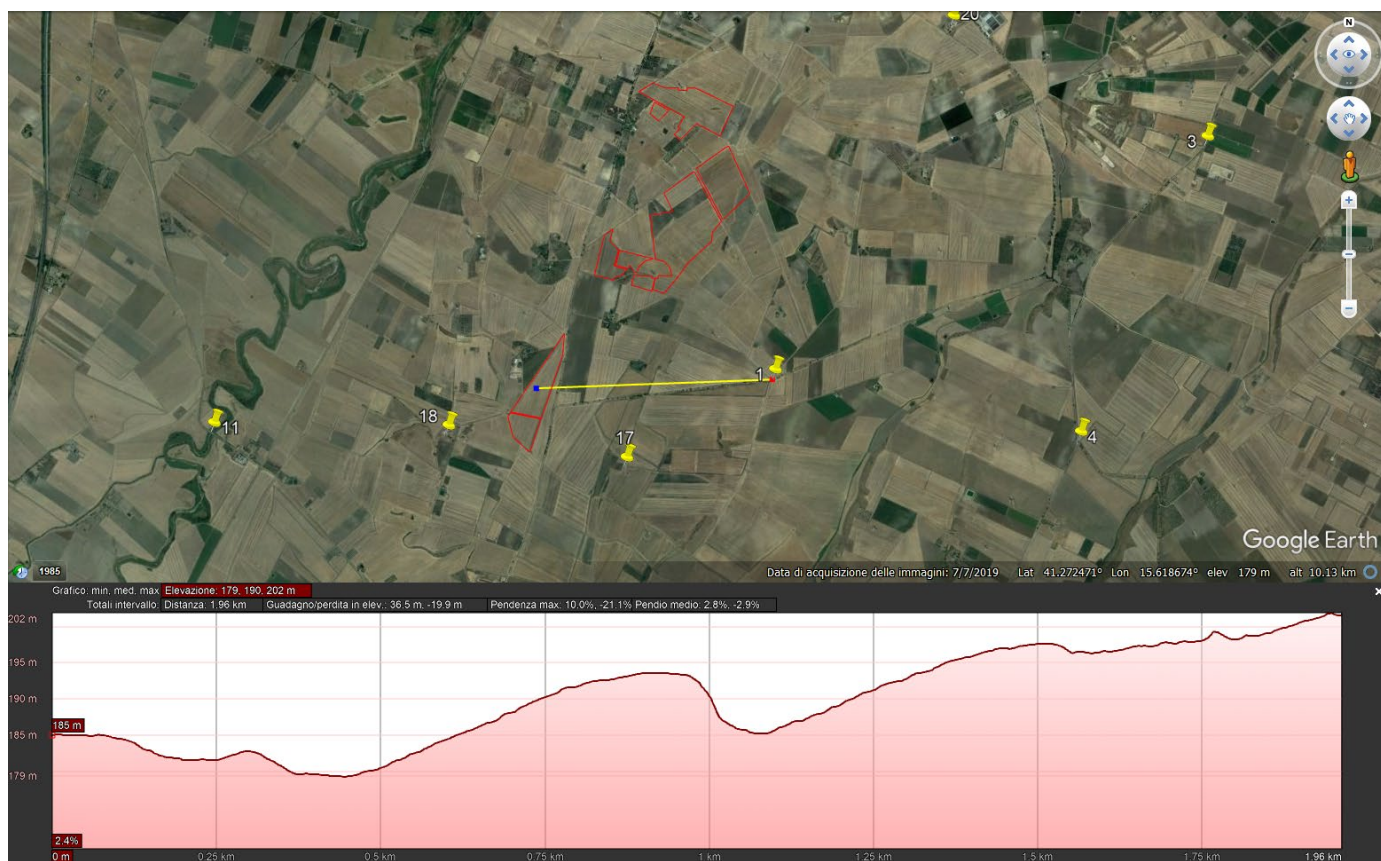 20
N
3
1
18
11
17
4
Google Earth
1985
Data di acquisizione delle immagini: 7/7/2019 Lat 41.272471° Lon 15.618674° elev 179 m alt 10.13 km
Grafico: min. med. max Elevazione: 179, 190, 202 m
Totali intervallo: Distanza: 1.96 km Guadagno/perdita in elev.: 36.5 m, -19.9 m Pendenza max: 10.0%, -21.1% Pendio medio: 2.8%, -2.9%
202 m
195 m
190 m
185 m
185 m
179 m
2.4%
0 m 0.25 km 0.5 km 0.75 km 1 km 1.25 km 1.5 km 1.75 km 1.96 km